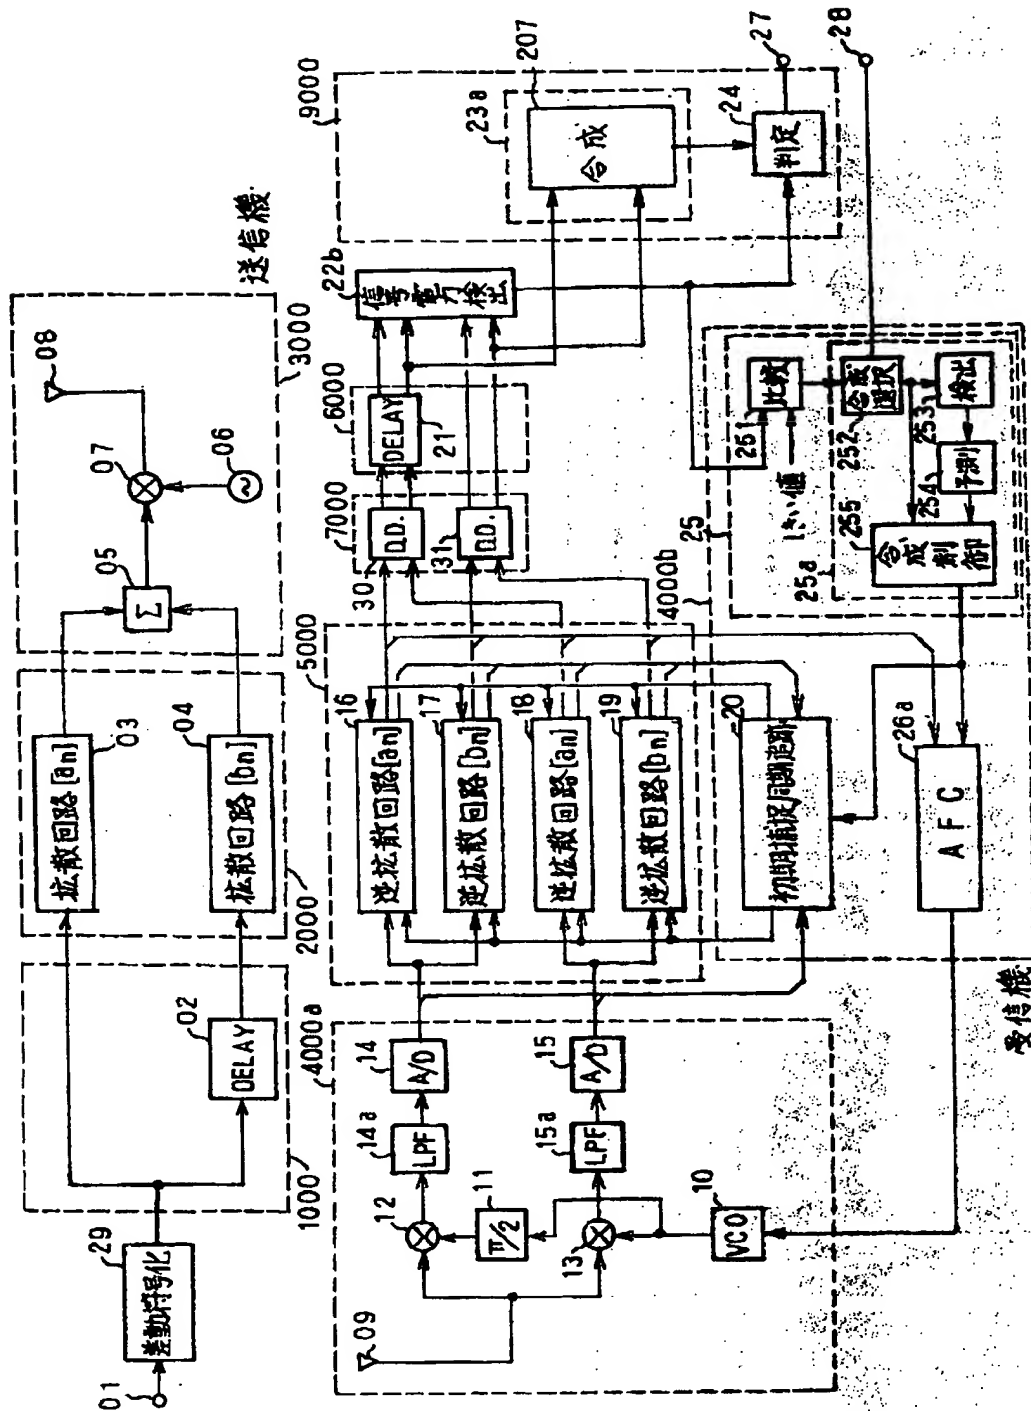 送信機
01
29
差動符号化
1000
02
DELAY
2000
03
拡散回路[an]
04
拡散回路[bn]
3000
05
Σ
06
07
08
受信機
4000a
09
10
VCO
11
π/2
12
13
14a
LPF
14
A/D
15a
LPF
15
A/D
5000
16
逆拡散回路[an]
17
逆拡散回路[bn]
18
逆拡散回路[an]
19
逆拡散回路[bn]
4000b
20
初期捕捉/同期追跡
26a
AFC
7000
30
D.D.
31
D.D.
6000
DELAY
21
22b
信号電力検出
9000
23a
207
合成
24
判定
27
28
25
251
比較
しきい値
25a
252
合成選択
253
検出
254
予測
255
合成制御